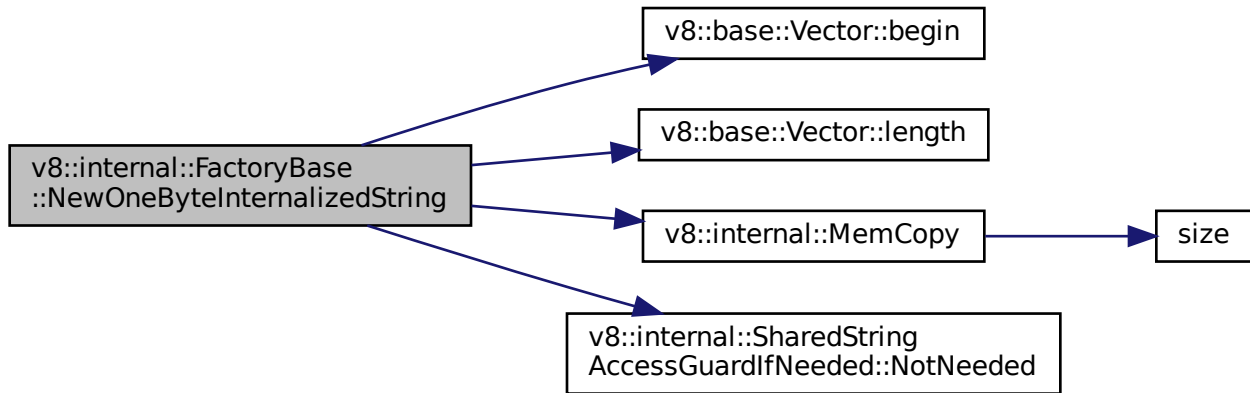 v8::internal::FactoryBase
::NewOneByteInternalizedString
v8::base::Vector::begin
v8::base::Vector::length
v8::internal::MemCopy
size
v8::internal::SharedString
AccessGuardIfNeeded::NotNeeded